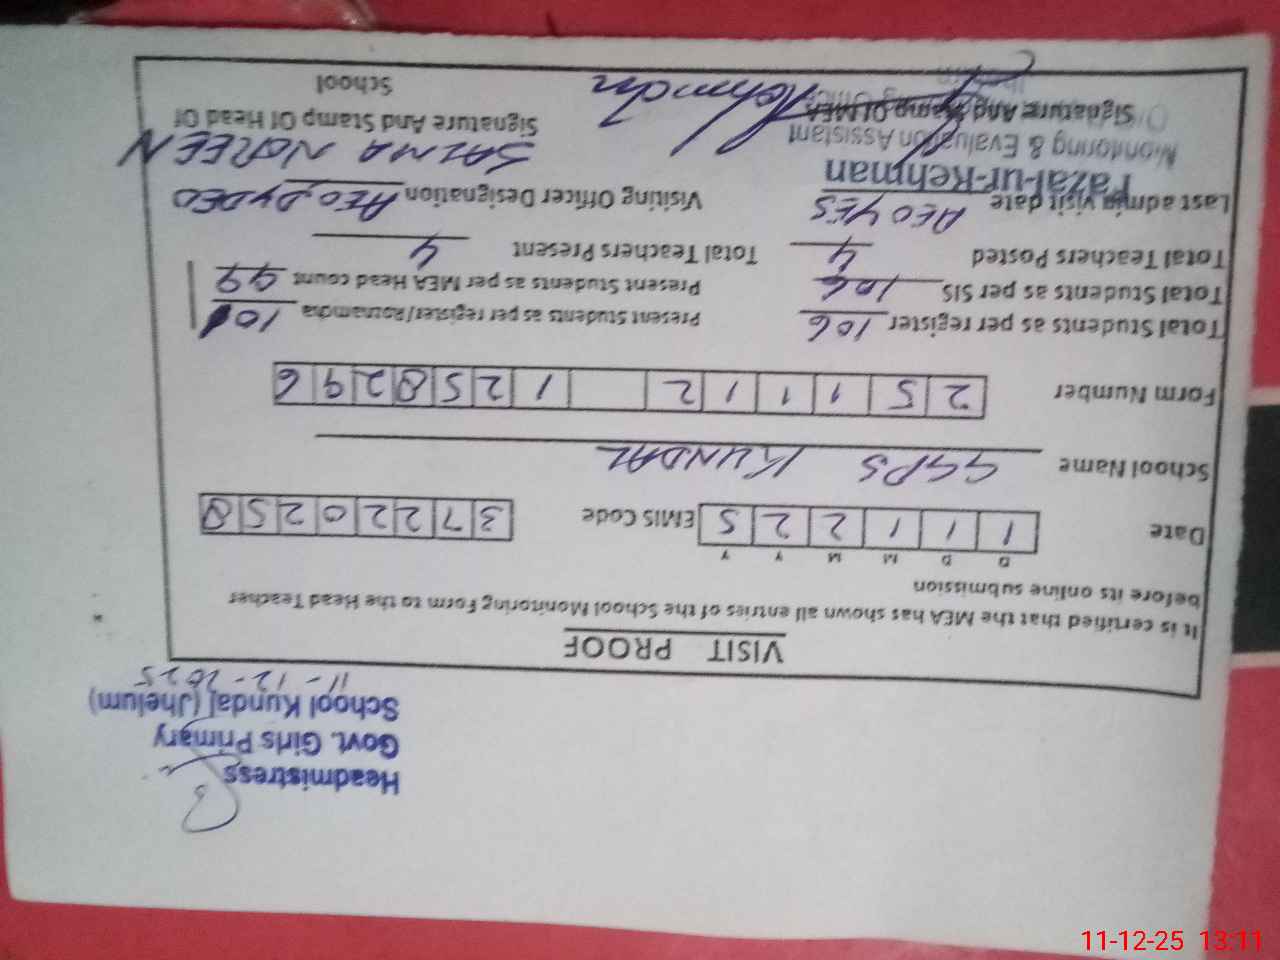 VISIT PROOF
It is certified that the MEA has shown all entries of the School Monitoring Form to the Head Teacher
before its online submission
D D M M Y Y
Date 1 1 1 2 2 5 EMIS Code 3 7 2 2 0 2 5 8
School Name GGPS KUNDAL
Form Number 2 5 1 1 1 2 1 2 5 8 2 9 6
Total Students as per register 106 Present Students as per register/Roznamcha 101
Total Students as per SIS 106 Present Students as per MEA Head count 99
Total Teachers Posted 4 Total Teachers Present 4
Last admin visit date AEO YES Visiting Officer Designation AEO, DYDEO
Fazal-ur-Rehman
Monitoring & Evaluation Assistant
SALMA NOREEN
Signature And Stamp Of MEA Signature And Stamp Of Head Of
School
Rehman
Headmistress
Govt. Girls Primary
School Kundal (Jhelum)
11-12-2025
11-12-25 13:11